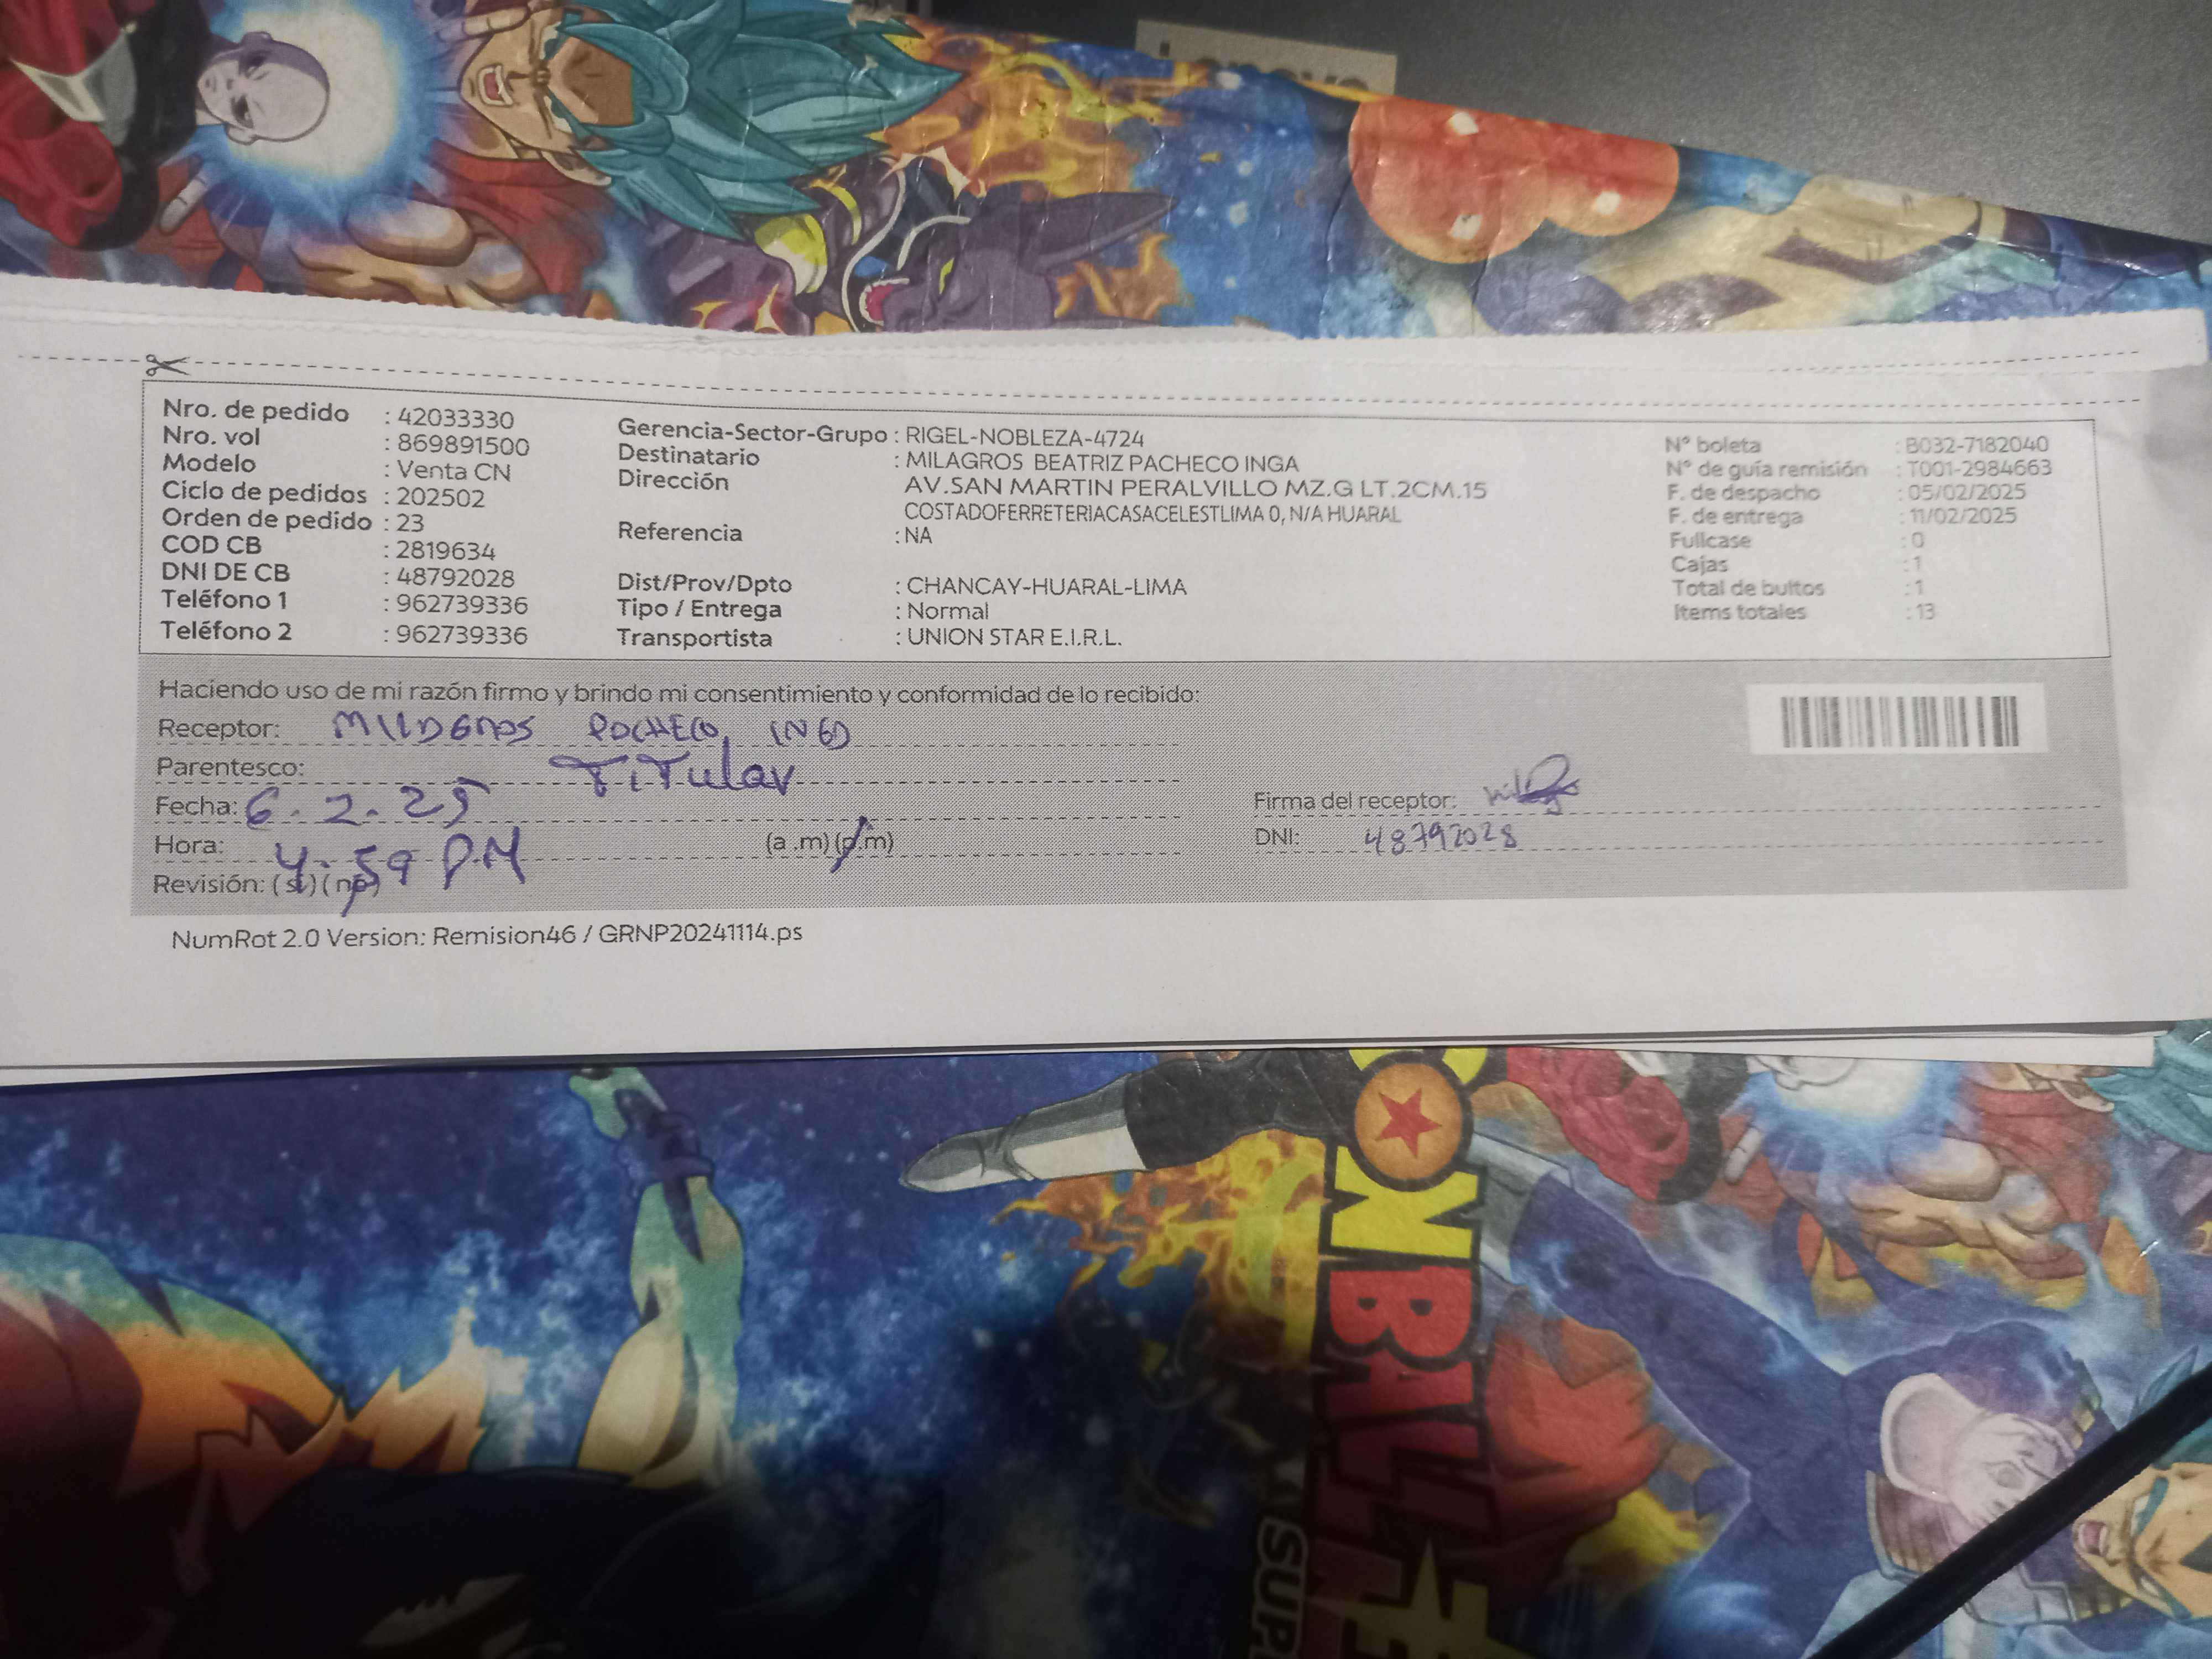 Nro. de pedido : 42033330
Nro. vol : 869891500
Modelo : Venta CN
Ciclo de pedidos : 202502
Orden de pedido : 23
COD CB : 2819634
DNI DE CB : 48792028
Teléfono 1 : 962739336
Teléfono 2 : 962739336
Gerencia-Sector-Grupo : RIGEL-NOBLEZA-4724
Destinatario : MILAGROS BEATRIZ PACHECO INGA
Dirección AV.SAN MARTIN PERALVILLO MZ.G LT.2CM.15
COSTADOFERRETERIACASACELESTLIMA 0, N/A HUARAL
Referencia : NA
Dist/Prov/Dpto : CHANCAY-HUARAL-LIMA
Tipo / Entrega : Normal
Transportista : UNION STAR E.I.R.L.
N° boleta : B032-7182040
N° de guía remisión : T001-2984663
F. de despacho : 05/02/2025
F. de entrega : 11/02/2025
Fullcase : 0
Cajas : 1
Total de bultos : 1
Items totales : 13
Haciendo uso de mi razón firmo y brindo mi consentimiento y conformidad de lo recibido:
Receptor: MILAGROS PACHECO INGA
Parentesco: TiTular
Fecha: 6.2.25
Hora: 4:59 PM (a .m) (p.m)
Revisión: (si) (no)
Firma del receptor:
DNI: 48792028
NumRot 2.0 Version: Remision46 / GRNP20241114.ps
BALL
SUP